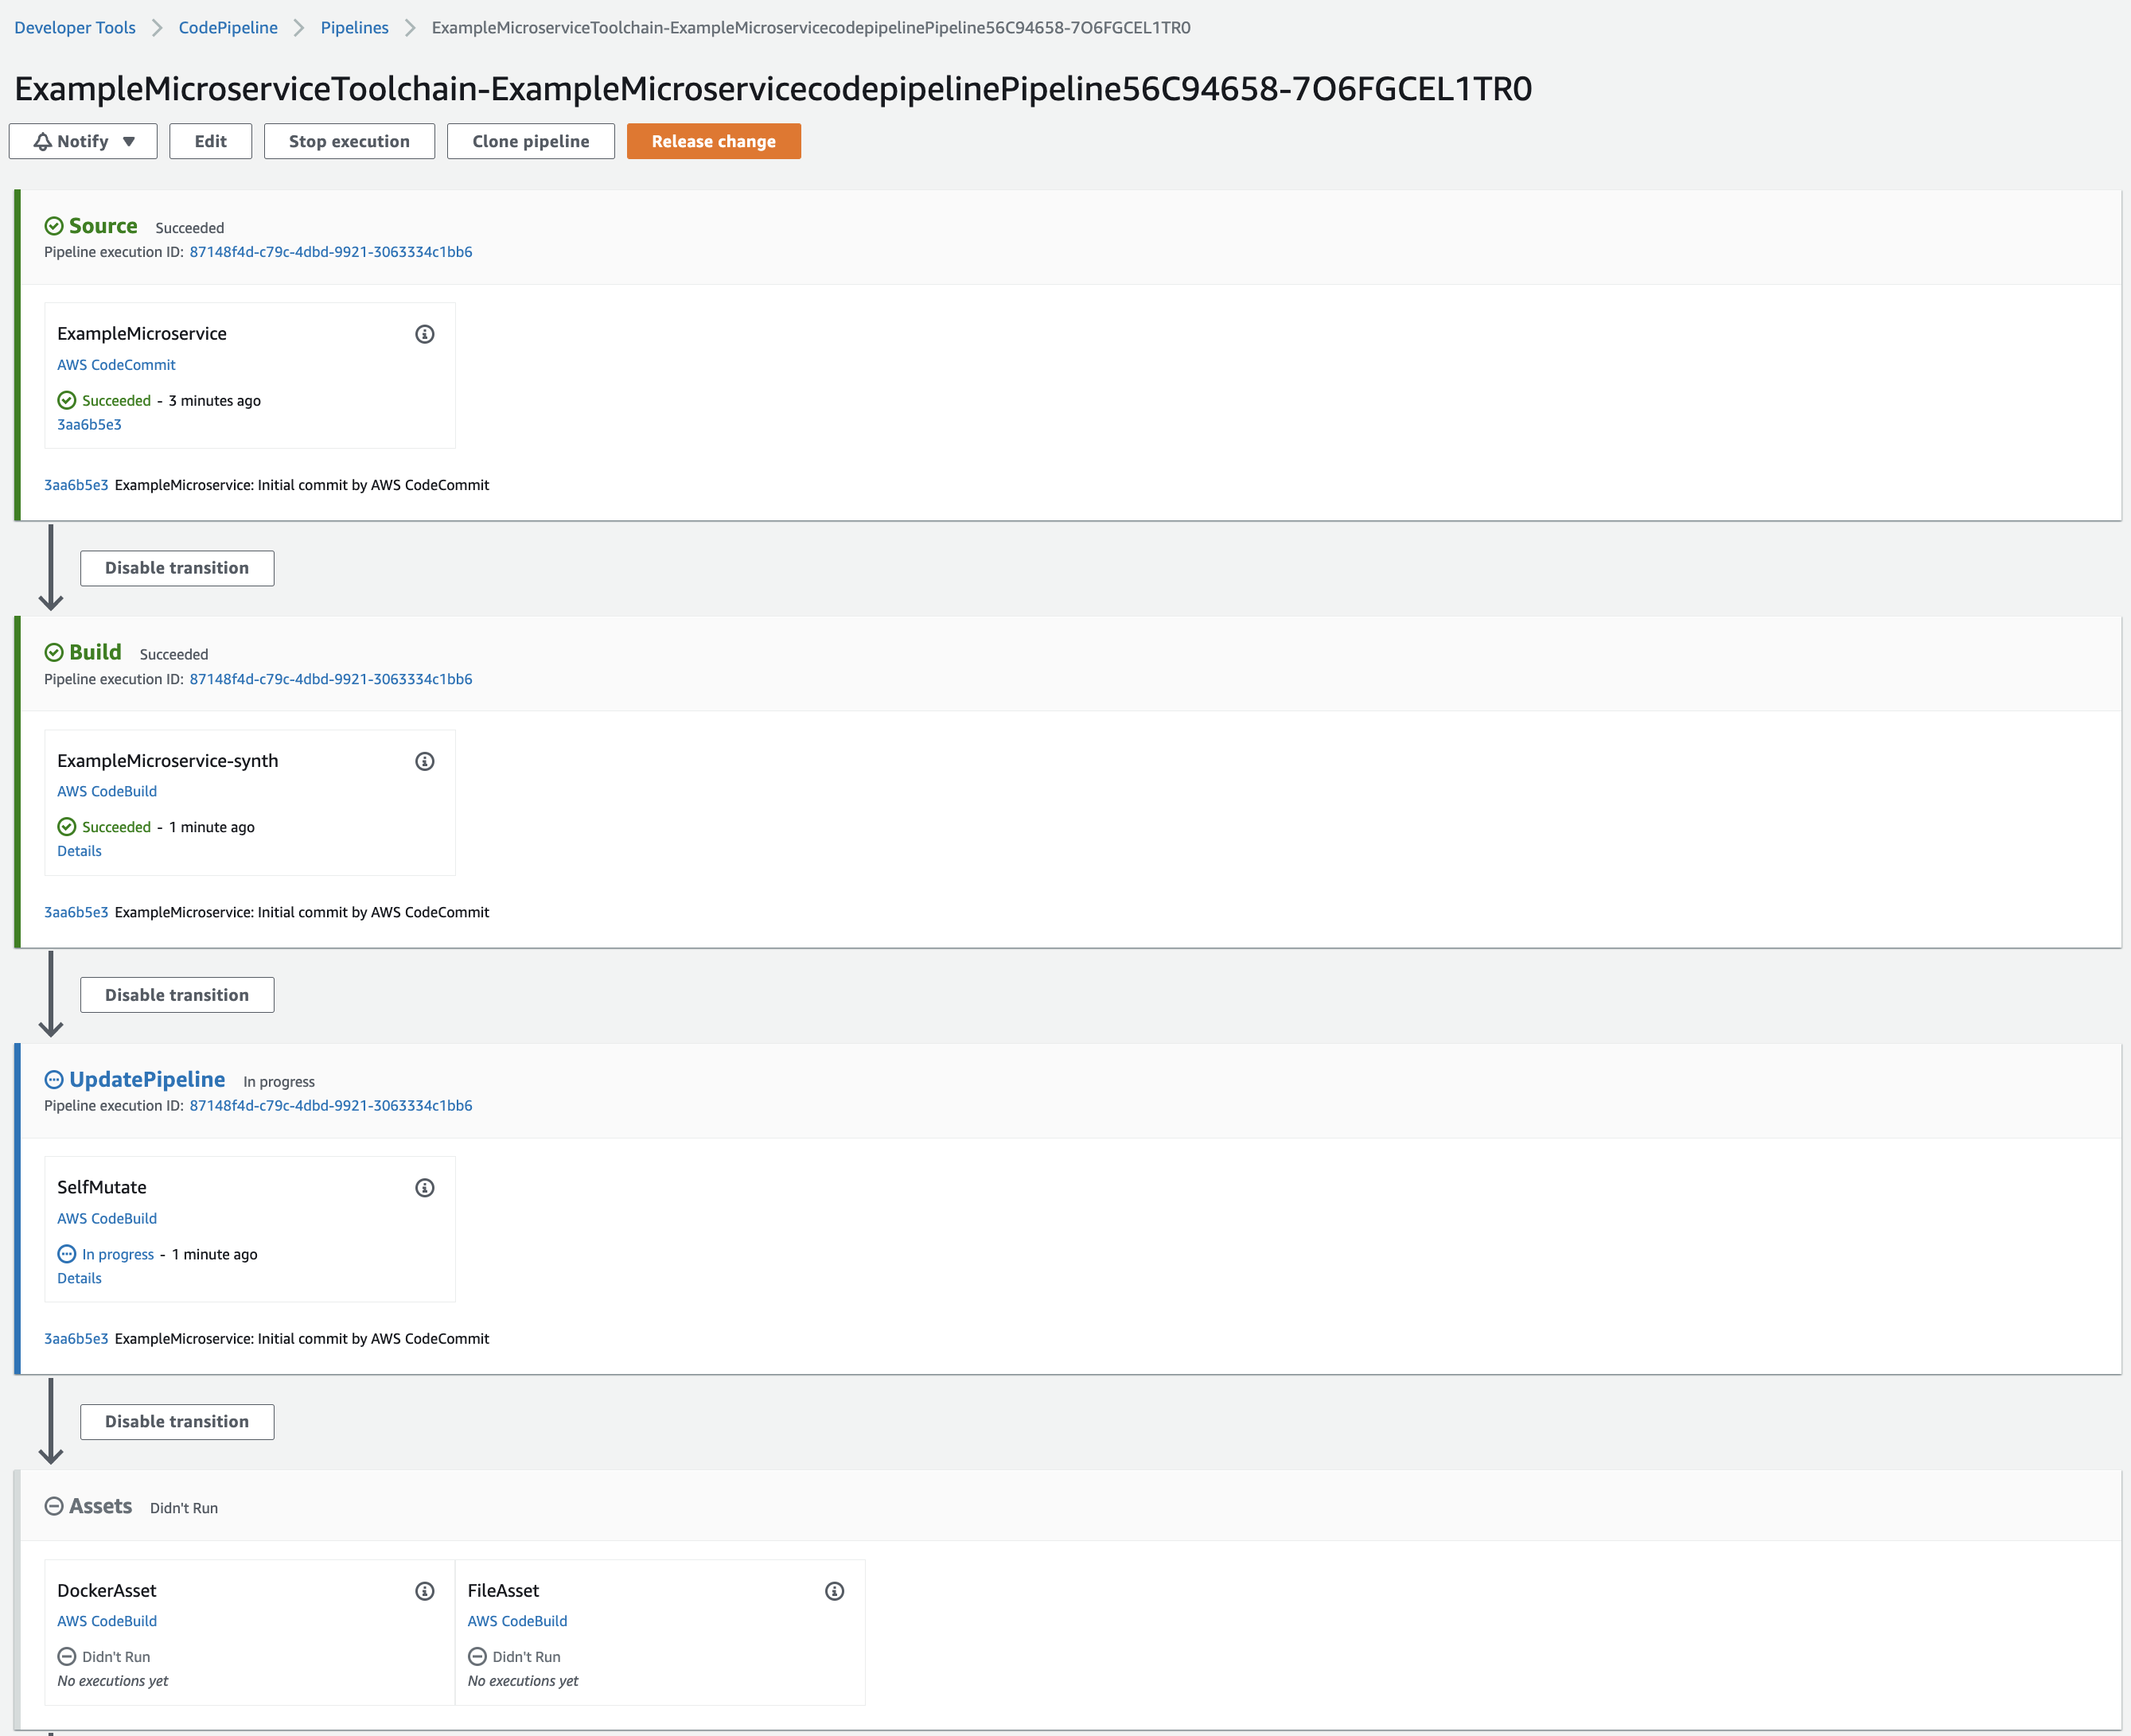 Developer Tools > CodePipeline > Pipelines > ExampleMicroserviceToolchain-ExampleMicroservicecodepipelinePipeline56C94658-7O6FGCEL1TR0
ExampleMicroserviceToolchain-ExampleMicroservicecodepipelinePipeline56C94658-7O6FGCEL1TR0
Notify Edit Stop execution Clone pipeline Release change
Source Succeeded
Pipeline execution ID: 87148f4d-c79c-4dbd-9921-3063334c1bb6
ExampleMicroservice
AWS CodeCommit
Succeeded - 3 minutes ago
3aa6b5e3
3aa6b5e3 ExampleMicroservice: Initial commit by AWS CodeCommit
Disable transition
Build Succeeded
Pipeline execution ID: 87148f4d-c79c-4dbd-9921-3063334c1bb6
ExampleMicroservice-synth
AWS CodeBuild
Succeeded - 1 minute ago
Details
3aa6b5e3 ExampleMicroservice: Initial commit by AWS CodeCommit
Disable transition
UpdatePipeline In progress
Pipeline execution ID: 87148f4d-c79c-4dbd-9921-3063334c1bb6
SelfMutate
AWS CodeBuild
In progress - 1 minute ago
Details
3aa6b5e3 ExampleMicroservice: Initial commit by AWS CodeCommit
Disable transition
Assets Didn't Run
DockerAsset
AWS CodeBuild
Didn't Run
No executions yet
FileAsset
AWS CodeBuild
Didn't Run
No executions yet